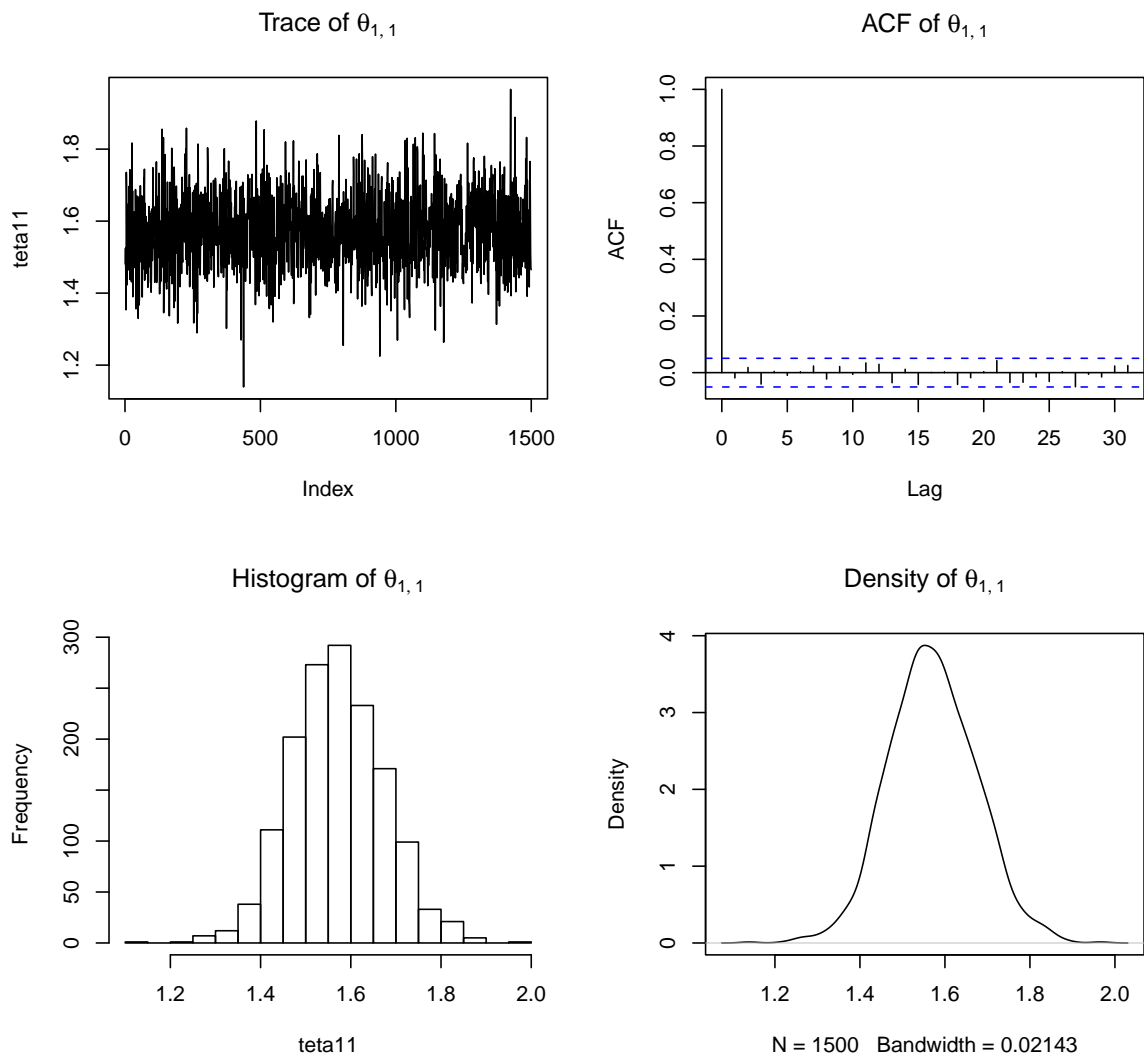 Trace of θ1, 1
teta11
1.2 1.4 1.6 1.8
0 500 1000 1500
Index
ACF of θ1, 1
ACF
0.0 0.2 0.4 0.6 0.8 1.0
0 5 10 15 20 25 30
Lag
Histogram of θ1, 1
Frequency
0 50 100 200 300
1.2 1.4 1.6 1.8 2.0
teta11
Density of θ1, 1
Density
0 1 2 3 4
1.2 1.4 1.6 1.8 2.0
N = 1500 Bandwidth = 0.02143